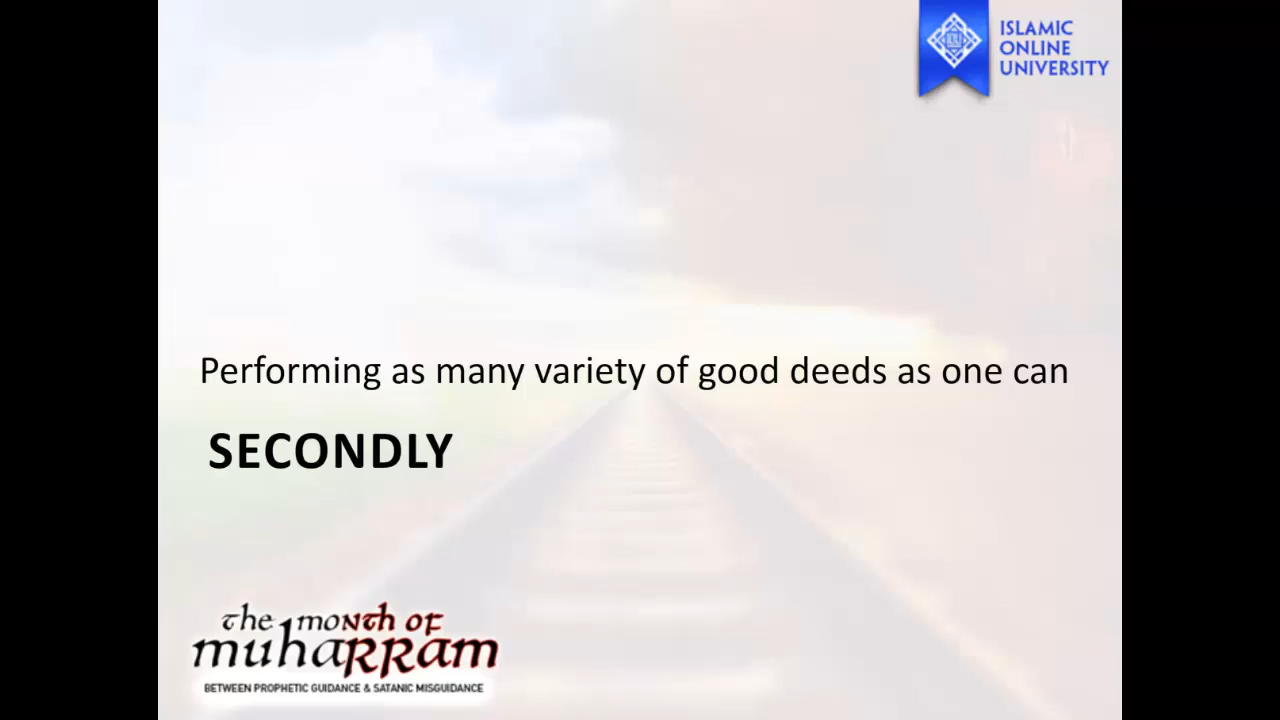 ISLAMIC
ONLINE
UNIVERSITY
Performing as many variety of good deeds as one can
SECONDLY
the month of
muharram
BETWEEN PROPHETIC GUIDANCE & SATANIC MISGUIDANCE